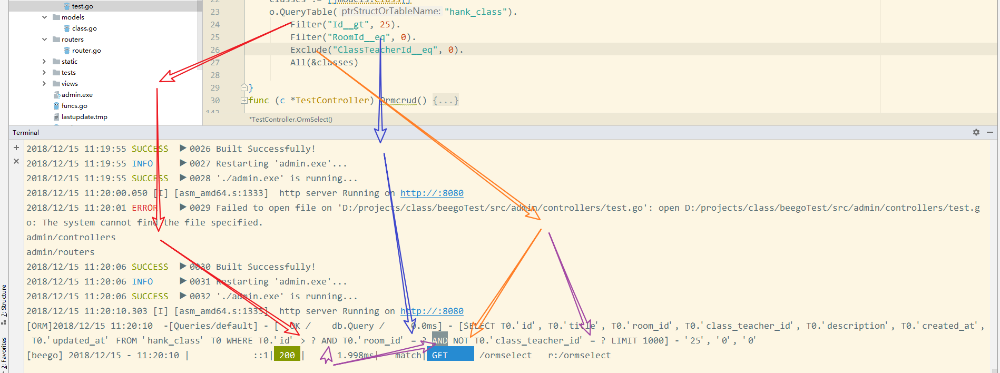 test.go
models
class.go
routers
router.go
static
tests
views
admin.exe
funcs.go
lastupdate.tmp
22 classes := []models.Class{}
23 o.QueryTable( ptrStructOrTableName: "hank_class").
24 Filter("Id__gt", 25).
25 Filter("RoomId__eq", 0).
26 Exclude("ClassTeacherId__eq", 0).
27 All(&classes)
28
29 }
30 func (c *TestController) Ormcrud() {...}
142
*TestController.OrmSelect()
Terminal
2018/12/15 11:19:55 SUCCESS ▶ 0026 Built Successfully!
2018/12/15 11:19:55 INFO ▶ 0027 Restarting 'admin.exe'...
2018/12/15 11:19:55 SUCCESS ▶ 0028 './admin.exe' is running...
2018/12/15 11:20:00.050 [I] [asm_amd64.s:1333] http server Running on http://:8080
2018/12/15 11:20:01 ERROR ▶ 0029 Failed to open file on 'D:/projects/class/beegoTest/src/admin/controllers/test.go': open D:/projects/class/beegoTest/src/admin/controllers/test.g
o: The system cannot find the file specified.
admin/controllers
admin/routers
2018/12/15 11:20:06 SUCCESS ▶ 0030 Built Successfully!
2018/12/15 11:20:06 INFO ▶ 0031 Restarting 'admin.exe'...
2018/12/15 11:20:06 SUCCESS ▶ 0032 './admin.exe' is running...
2018/12/15 11:20:10.303 [I] [asm_amd64.s:1333] http server Running on http://:8080
[ORM]2018/12/15 11:20:10 -[Queries/default] - [ OK / db.Query / 0.0ms] - [SELECT T0.`id`, T0.`title`, T0.`room_id`, T0.`class_teacher_id`, T0.`description`, T0.`created_at`,
T0.`updated_at` FROM `hank_class` T0 WHERE T0.`id` > ? AND T0.`room_id` = ? AND NOT T0.`class_teacher_id` = ? LIMIT 1000] - `25`, `0`, `0`
[beego] 2018/12/15 - 11:20:10 | ::1| 200 | 1.998ms| match| GET /ormselect r:/ormselect
7: Structure
2: Favorites